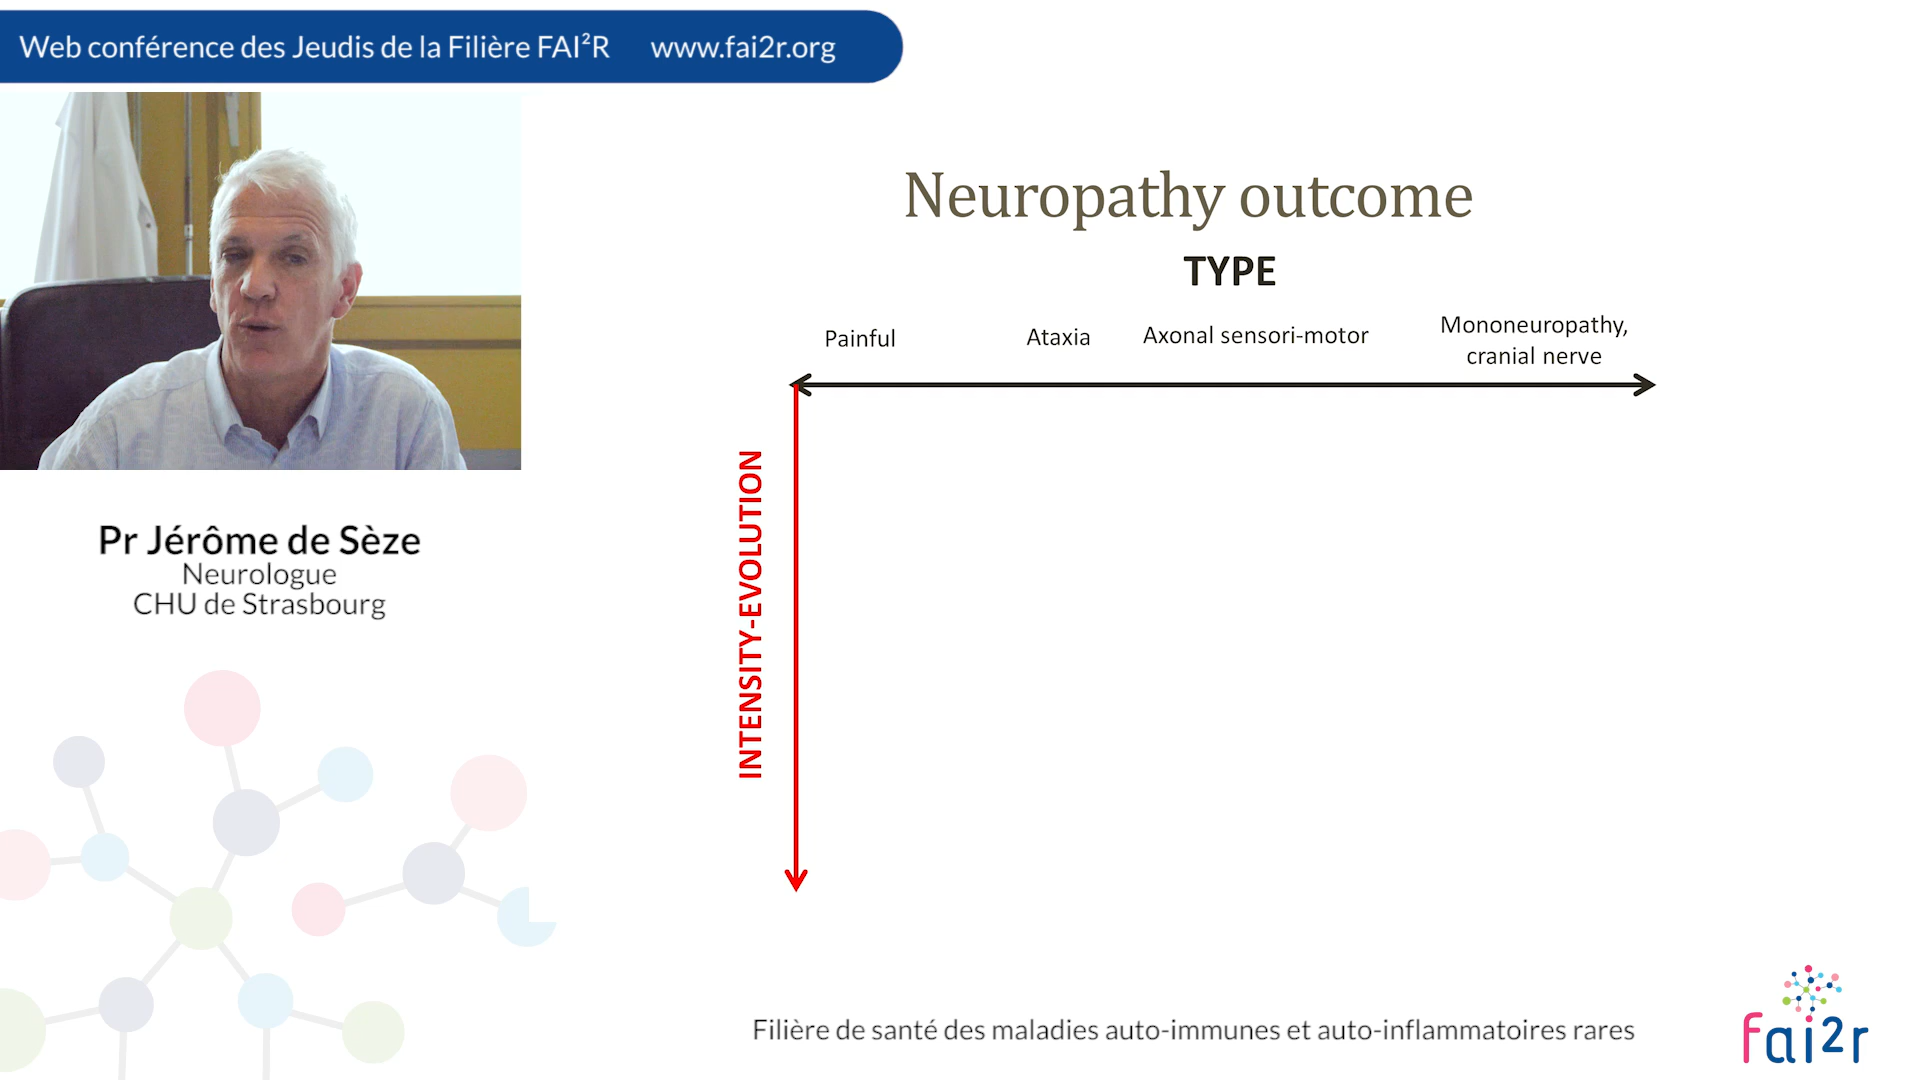 Web conférence des Jeudis de la Filière FAI²R www.fai2r.org
Pr Jérôme de Sèze
Neurologue
CHU de Strasbourg
Neuropathy outcome
TYPE
Painful
Ataxia
Axonal sensori-motor
Mononeuropathy,
cranial nerve
INTENSITY-EVOLUTION
Filière de santé des maladies auto-immunes et auto-inflammatoires rares
fai2r